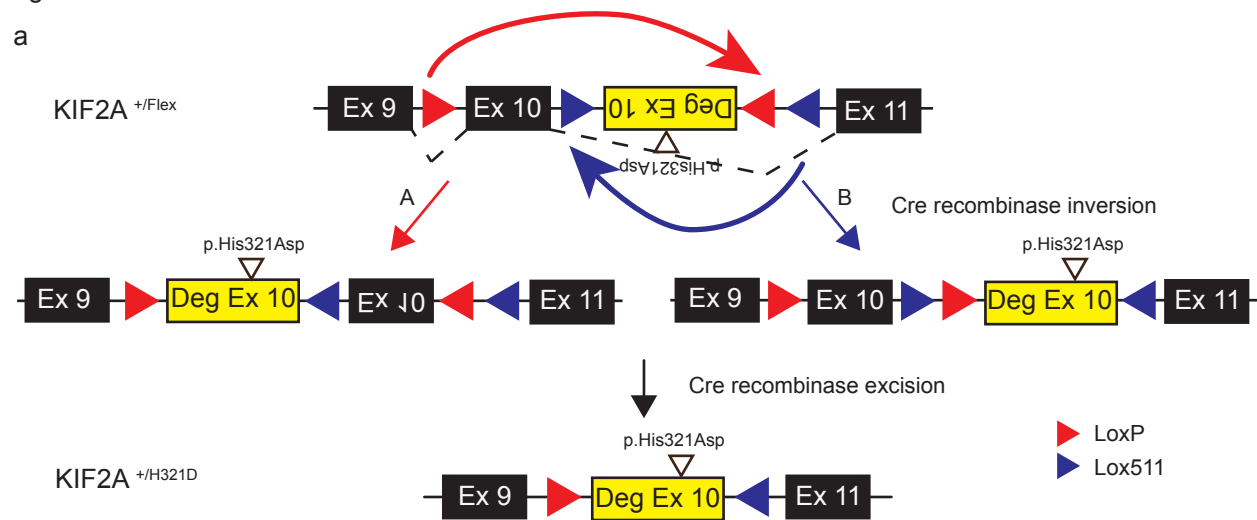 a
KIF2A +/Flex
Ex 9
Ex 10
Deg Ex 10
Ex 11
p.His321Asp
A
B
Cre recombinase inversion
p.His321Asp
p.His321Asp
Ex 9
Deg Ex 10
Ex 10
Ex 11
Ex 9
Ex 10
Deg Ex 10
Ex 11
Cre recombinase excision
p.His321Asp
LoxP
Lox511
KIF2A +/H321D
Ex 9
Deg Ex 10
Ex 11